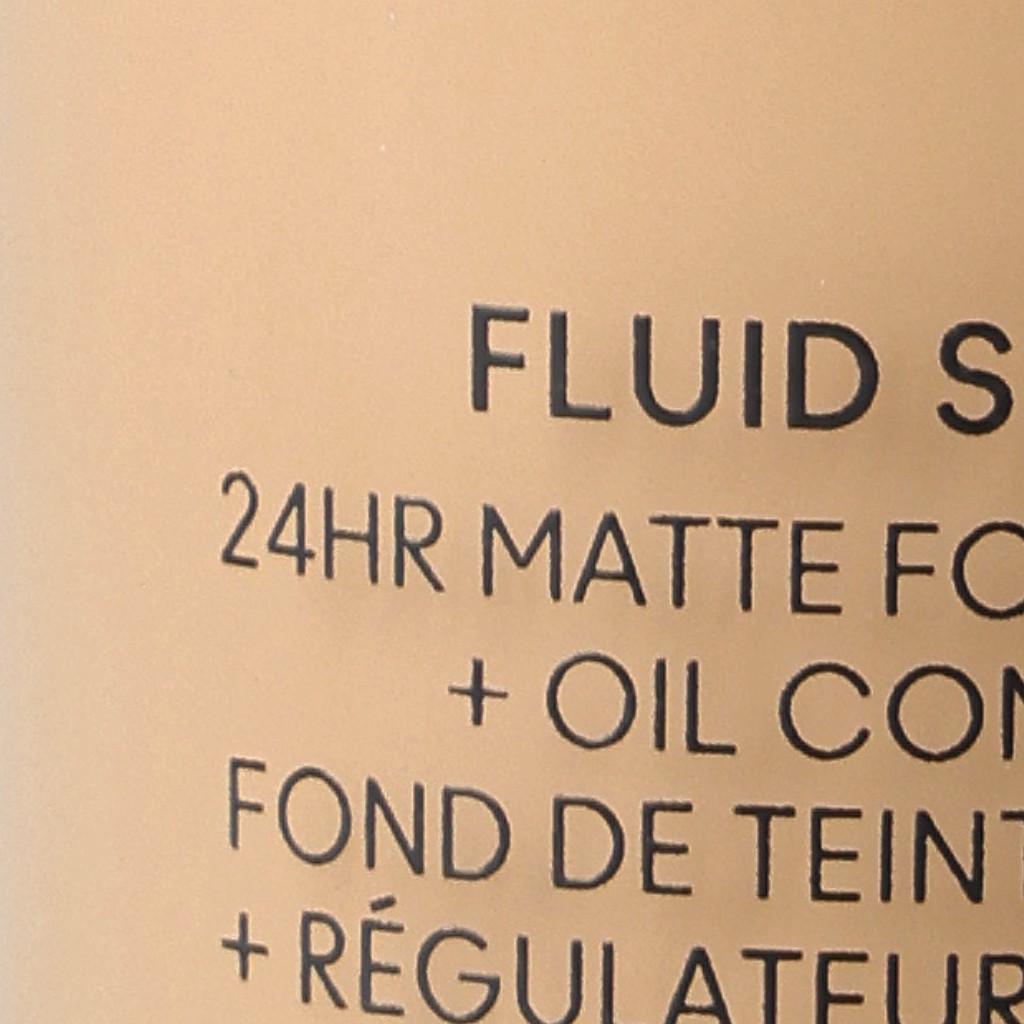 FLUID S
24HR MATTE FO
+ OIL CON
FOND DE TEINT
+ RÉGULATEUR